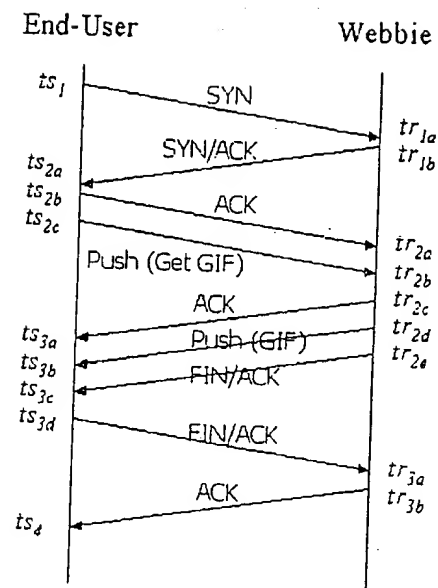 End-User Webbie
ts1
SYN
tr1a
SYN/ACK
tr1b
ts2a
ts2b
ACK
ts2c
tr2a
Push (Get GIF)
tr2b
ACK
tr2c
ts3a
Push (GIF)
tr2d
ts3b
FIN/ACK
tr2e
ts3c
ts3d
FIN/ACK
tr3a
ACK
tr3b
ts4